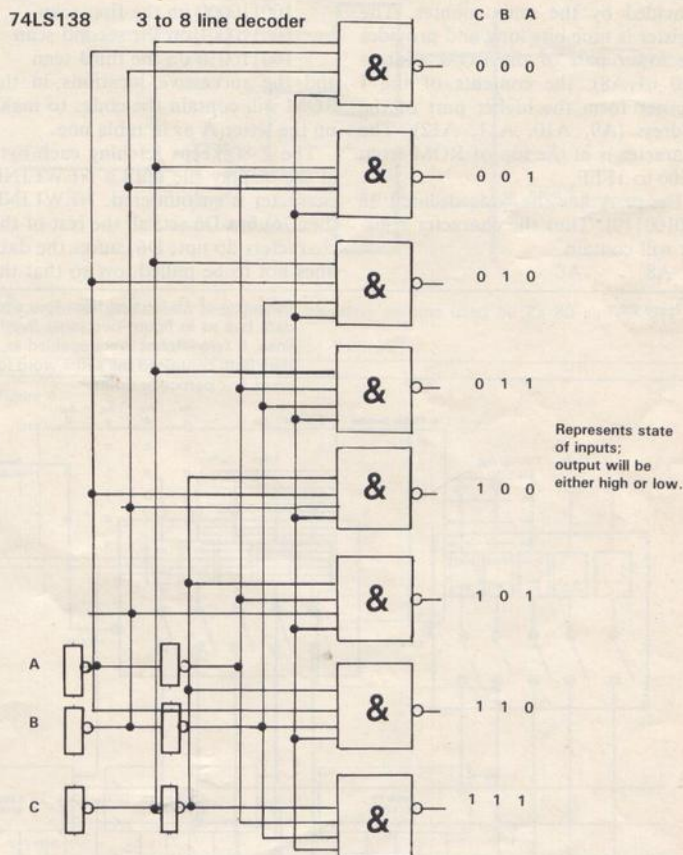 74LS138 3 to 8 line decoder
C B A
& 0 0 0
& 0 0 1
& 0 1 0
& 0 1 1
Represents state
of inputs;
output will be
either high or low.
& 1 0 0
& 1 0 1
A
& 1 1 0
B
C
& 1 1 1